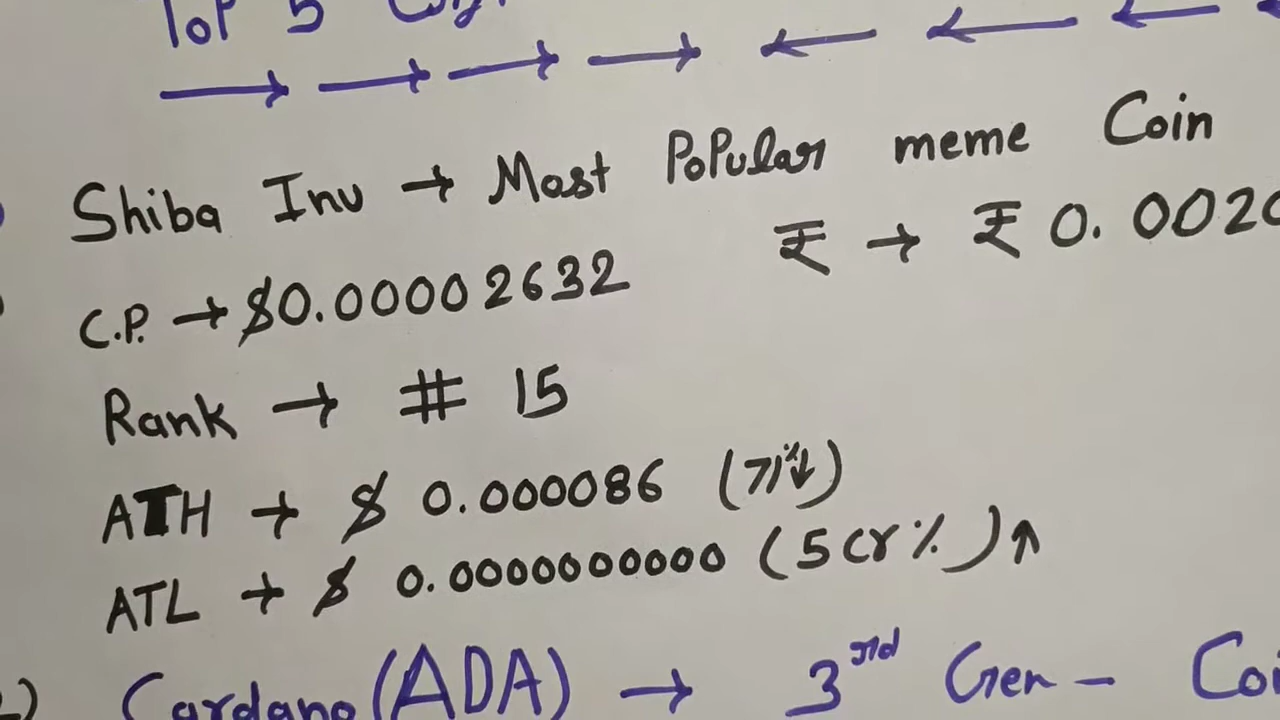 Top 5
Shiba Inu → Most Popular meme Coin
C.P. → $0.00002632 ₹ → ₹ 0.002
Rank → # 15
ATH → $ 0.000086 (71%↓)
ATL → $ 0.0000000000 (5cr%)↑
Cardano (ADA) → 3rd Gen - Coi